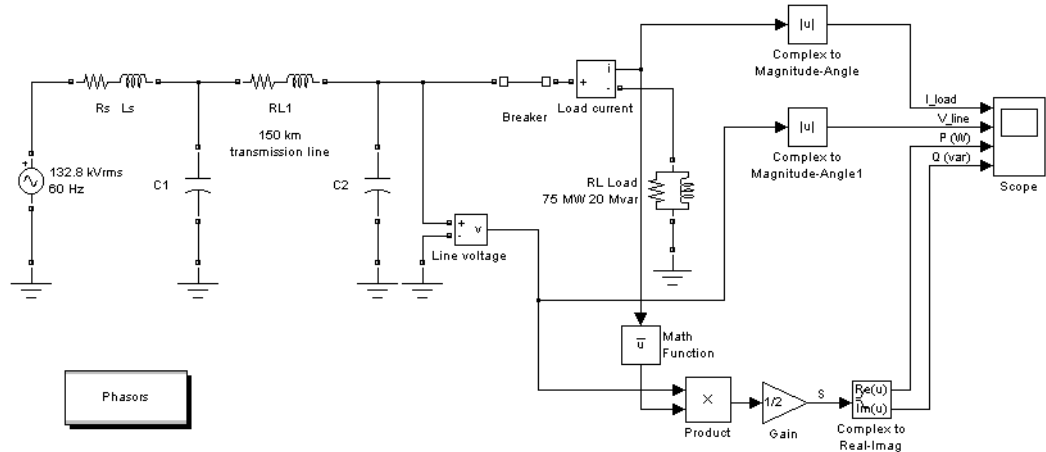 |u|
Complex to
Magnitude-Angle
i
+
-
Load current
Breaker
Rs Ls
RL1
150 km
transmission line
I_load
V_line
P (W)
Q (var)
Scope
|u|
Complex to
Magnitude-Angle1
+
132.8 kVrms
60 Hz
C1
C2
RL Load
75 MW 20 Mvar
+
-
v
Line voltage
u
Math
Function
Phasors
×
Product
1/2
Gain
S
Re(u)
Im(u)
Complex to
Real-Imag